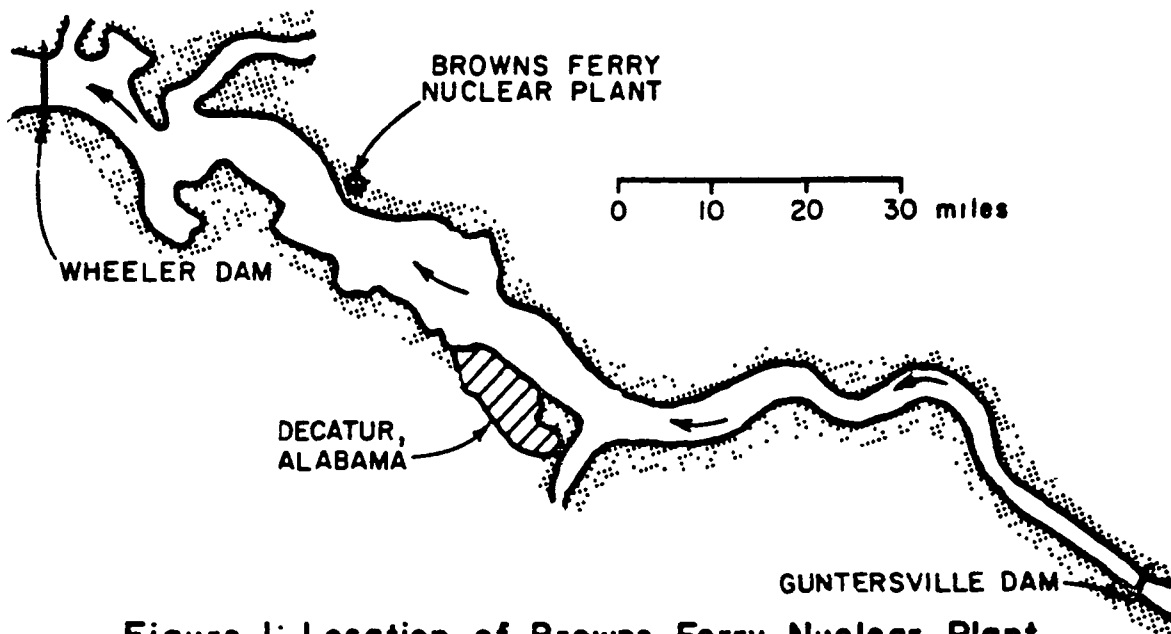 BROWNS FERRY
NUCLEAR PLANT
0 10 20 30 miles
WHEELER DAM
DECATUR,
ALABAMA
GUNTERSVILLE DAM
Figure 1: Location of Browns Ferry Nuclear Plant